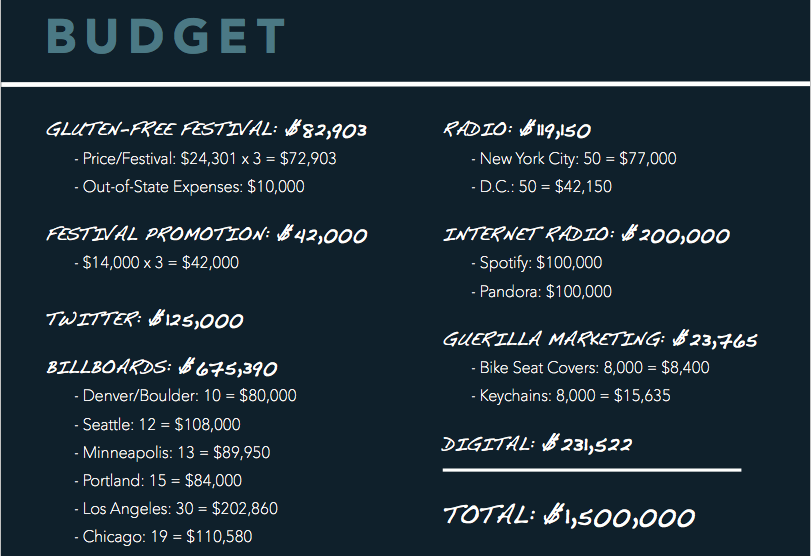 BUDGET
GLUTEN-FREE FESTIVAL: $82,903
- Price/Festival: $24,301 x 3 = $72,903
- Out-of-State Expenses: $10,000
FESTIVAL PROMOTION: $42,000
- $14,000 x 3 = $42,000
TWITTER: $125,000
BILLBOARDS: $675,390
- Denver/Boulder: 10 = $80,000
- Seattle: 12 = $108,000
- Minneapolis: 13 = $89,950
- Portland: 15 = $84,000
- Los Angeles: 30 = $202,860
- Chicago: 19 = $110,580
RADIO: $119,150
- New York City: 50 = $77,000
- D.C.: 50 = $42,150
INTERNET RADIO: $200,000
- Spotify: $100,000
- Pandora: $100,000
GUERILLA MARKETING: $23,765
- Bike Seat Covers: 8,000 = $8,400
- Keychains: 8,000 = $15,635
DIGITAL: $231,522
TOTAL: $1,500,000